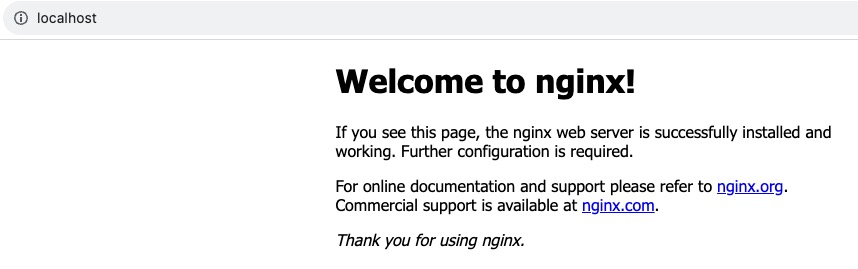 localhost
Welcome to nginx!
If you see this page, the nginx web server is successfully installed and
working. Further configuration is required.
For online documentation and support please refer to nginx.org.
Commercial support is available at nginx.com.
Thank you for using nginx.